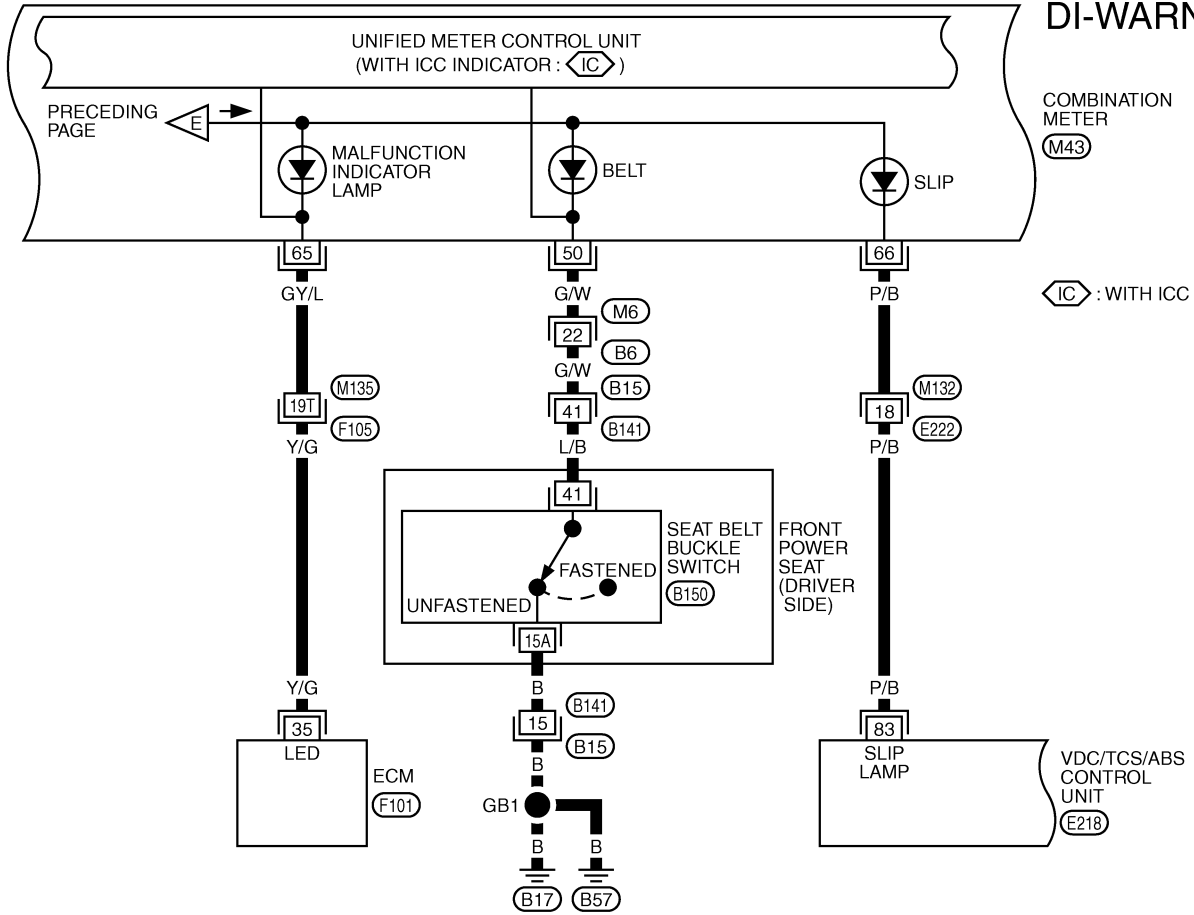 DI-WARN
UNIFIED METER CONTROL UNIT
(WITH ICC INDICATOR : IC )
PRECEDING
PAGE
E
COMBINATION
METER
M43
MALFUNCTION
INDICATOR
LAMP
BELT
SLIP
65
50
66
GY/L
G/W
P/B
IC : WITH ICC
M6
22
B6
G/W
M135
B15
M132
19T
41
18
F105
B141
E222
Y/G
L/B
P/B
41
SEAT BELT
BUCKLE
SWITCH
B150
FRONT
POWER
SEAT
(DRIVER
SIDE)
FASTENED
UNFASTENED
15A
Y/G
B
P/B
B141
35
15
83
B15
LED
SLIP
LAMP
ECM
F101
B
VDC/TCS/ABS
CONTROL
UNIT
E218
GB1
B
B
B17
B57